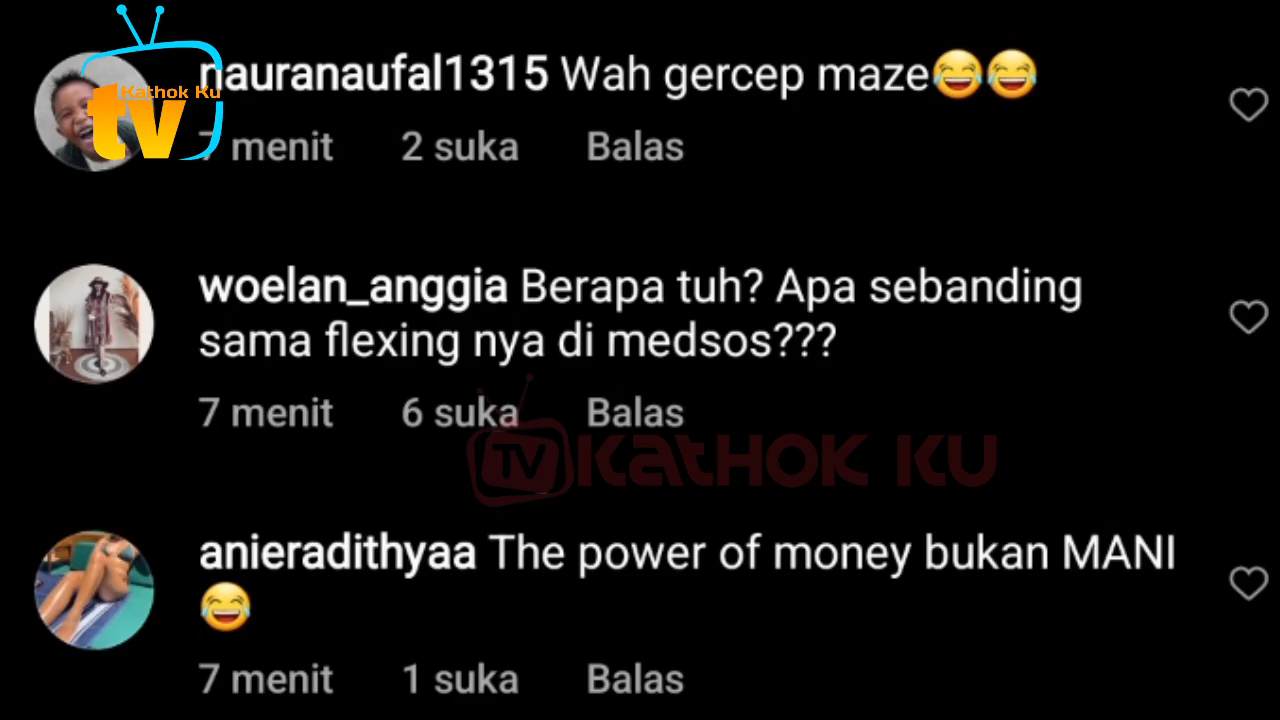 Kathok Ku
tv
nauranaufal1315 Wah gercep maze😂😂
7 menit 2 suka Balas
woelan_anggia Berapa tuh? Apa sebanding
sama flexing nya di medsos???
7 menit 6 suka Balas
TV KATHOK KU
anieradithyaa The power of money bukan MANI
😂
7 menit 1 suka Balas